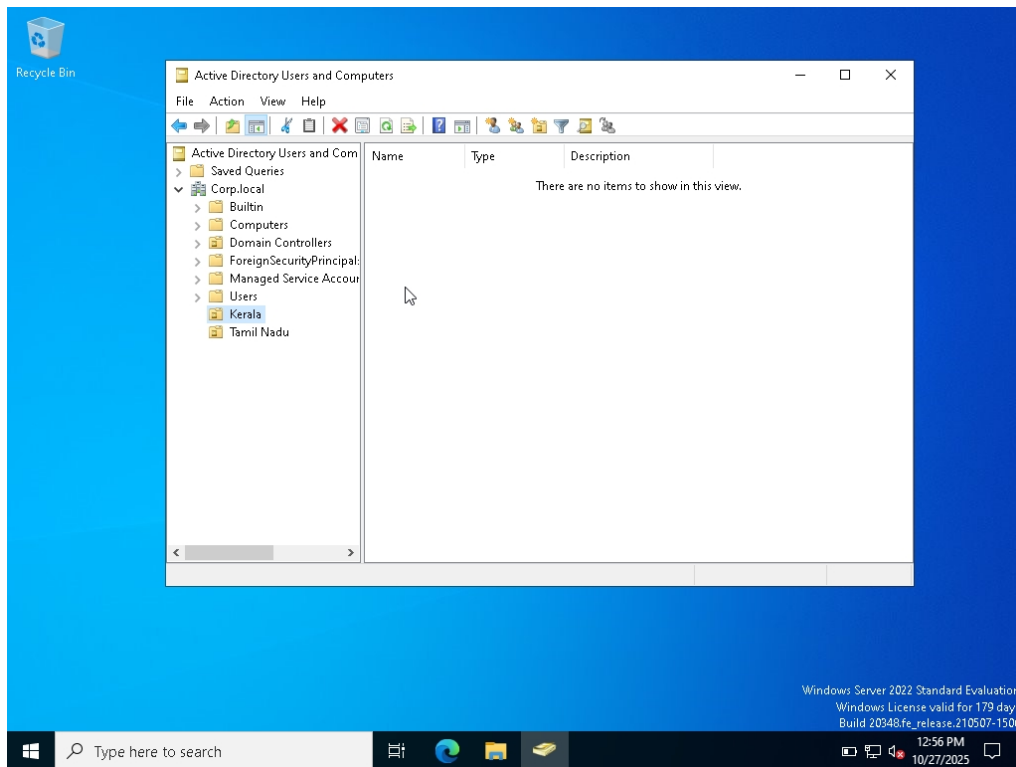 Recycle Bin
Active Directory Users and Computers
File Action View Help
Active Directory Users and Com
Saved Queries
Corp.local
Builtin
Computers
Domain Controllers
ForeignSecurityPrincipal:
Managed Service Accour
Users
Kerala
Tamil Nadu
Name Type Description
There are no items to show in this view.
Windows Server 2022 Standard Evaluation
Windows License valid for 179 day
Build 20348.fe_release.210507-150
Type here to search
12:56 PM
10/27/2025